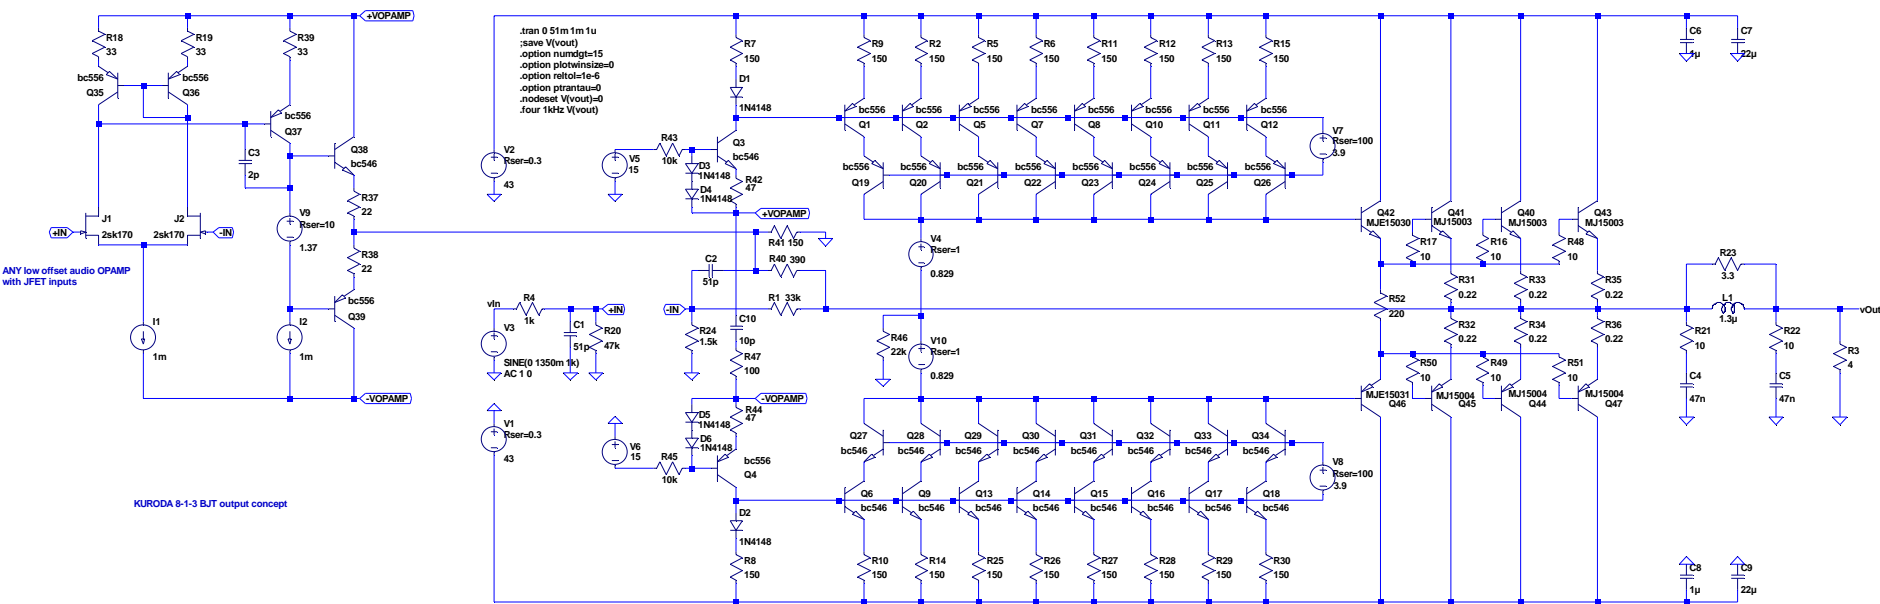 +VOPAMP
R18
33
R19
33
R39
33
bc556
Q35
bc556
Q36
bc556
Q37
Q38
bc546
C3
2p
R37
22
J1
2sk170
J2
2sk170
+IN
-IN
V9
Rser=10
1.37
R38
22
ANY low offset audio OPAMP
with JFET inputs
bc556
Q39
I1
1m
I2
1m
-VOPAMP
KURODA 8-1-3 BJT output concept
.tran 0 51m 1m 1u
;save V(vout)
.option numdgt=15
.option plotwinsize=0
.option reltol=1e-6
.option ptrantau=0
.nodeset V(vout)=0
.four 1kHz V(vout)
V2
Rser=0.3
43
V5
15
R43
10k
D3
1N4148
D4
1N4148
R7
150
D1
1N4148
Q3
bc546
R42
47
+VOPAMP
R41 150
R40 390
C2
51p
R1 33k
-IN
vIn
R4
1k
+IN
V3
C1
51p
R20
47k
SINE(0 1350m 1k)
AC 1 0
R24
1.5k
C10
10p
R47
100
-VOPAMP
V1
Rser=0.3
43
V6
15
R45
10k
D5
1N4148
D6
1N4148
R44
47
bc556
Q4
D2
1N4148
R8
150
R9
150
R2
150
R5
150
R6
150
R11
150
R12
150
R13
150
R15
150
bc556
Q1
bc556
Q2
bc556
Q5
bc556
Q7
bc556
Q8
bc556
Q10
bc556
Q11
bc556
Q12
V7
Rser=100
3.9
bc556
Q19
bc556
Q20
bc556
Q21
bc556
Q22
bc556
Q23
bc556
Q24
bc556
Q25
bc556
Q26
V4
Rser=1
0.829
R46
22k
V10
Rser=1
0.829
Q27
bc546
Q28
bc546
Q29
bc546
Q30
bc546
Q31
bc546
Q32
bc546
Q33
bc546
Q34
bc546
V8
Rser=100
3.9
Q6
bc546
Q9
bc546
Q13
bc546
Q14
bc546
Q15
bc546
Q16
bc546
Q17
bc546
Q18
bc546
R10
150
R14
150
R25
150
R26
150
R27
150
R28
150
R29
150
R30
150
C6
1µ
C7
22µ
Q42
MJE15030
Q41
MJ15003
Q40
MJ15003
Q43
MJ15003
R17
10
R16
10
R48
10
R31
0.22
R33
0.22
R35
0.22
R52
220
R32
0.22
R34
0.22
R36
0.22
R50
10
R49
10
R51
10
MJE15031
Q46
MJ15004
Q45
MJ15004
Q44
MJ15004
Q47
R23
3.3
L1
1.3µ
vOut
R21
10
R22
10
R3
4
C4
47n
C5
47n
C8
1µ
C9
22µ